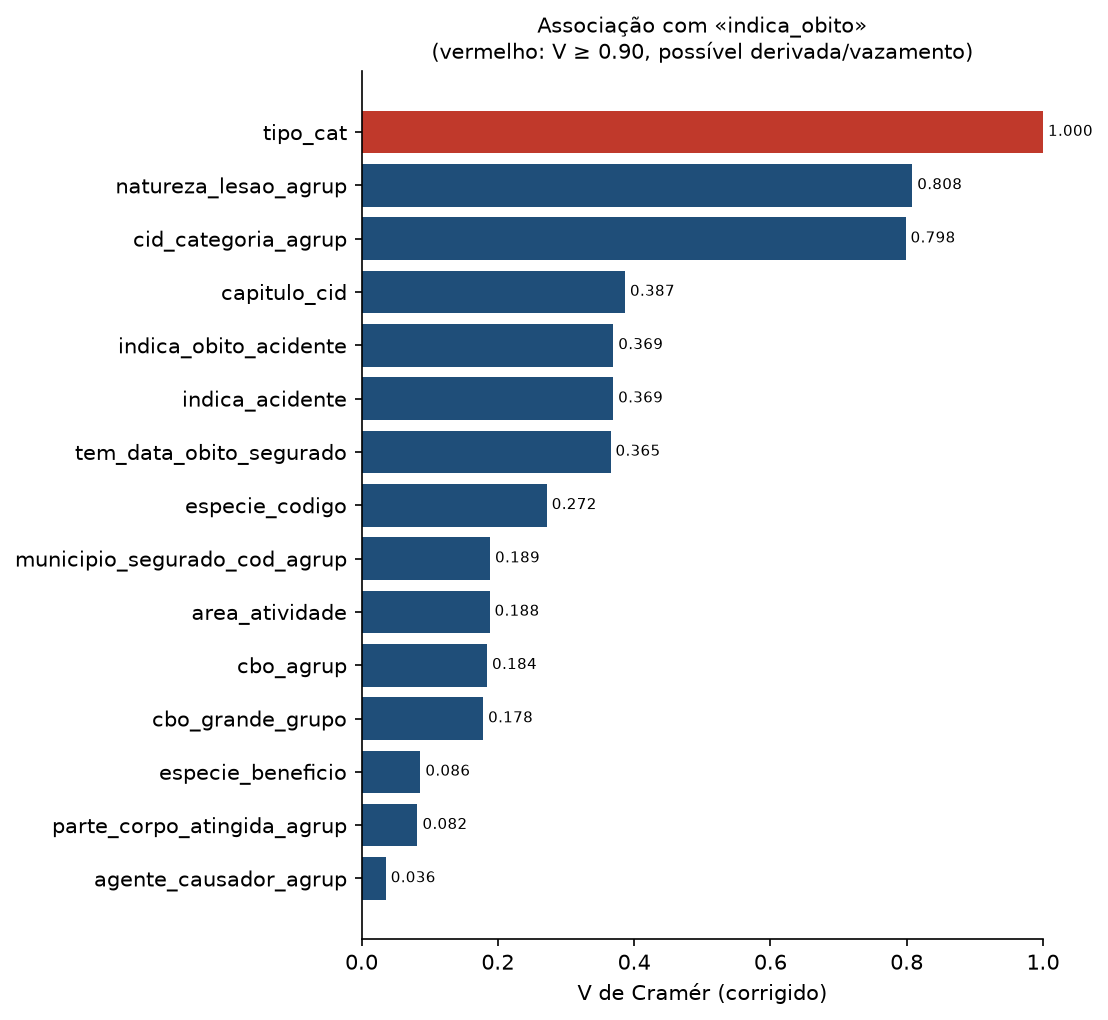 Associação com «indica_obito»
(vermelho: V ≥ 0.90, possível derivada/vazamento)
tipo_cat 1.000
natureza_lesao_agrup 0.808
cid_categoria_agrup 0.798
capitulo_cid 0.387
indica_obito_acidente 0.369
indica_acidente 0.369
tem_data_obito_segurado 0.365
especie_codigo 0.272
municipio_segurado_cod_agrup 0.189
area_atividade 0.188
cbo_agrup 0.184
cbo_grande_grupo 0.178
especie_beneficio 0.086
parte_corpo_atingida_agrup 0.082
agente_causador_agrup 0.036
0.0 0.2 0.4 0.6 0.8 1.0
V de Cramér (corrigido)